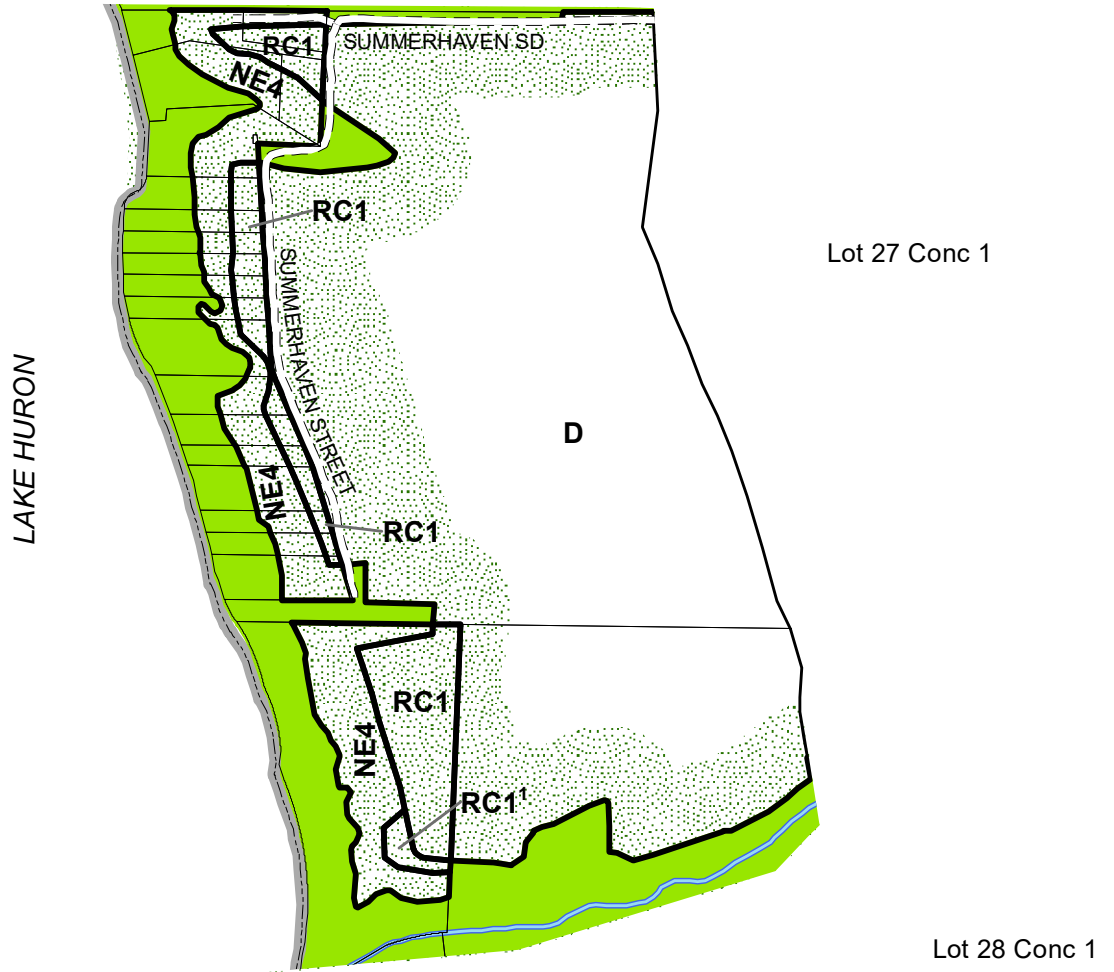 SUMMERHAVEN SD
RC1
NE4
RC1
Lot 27 Conc 1
SUMMERHAVEN STREET
LAKE HURON
D
NE4
RC1
RC1
NE4
RC1¹
Lot 28 Conc 1